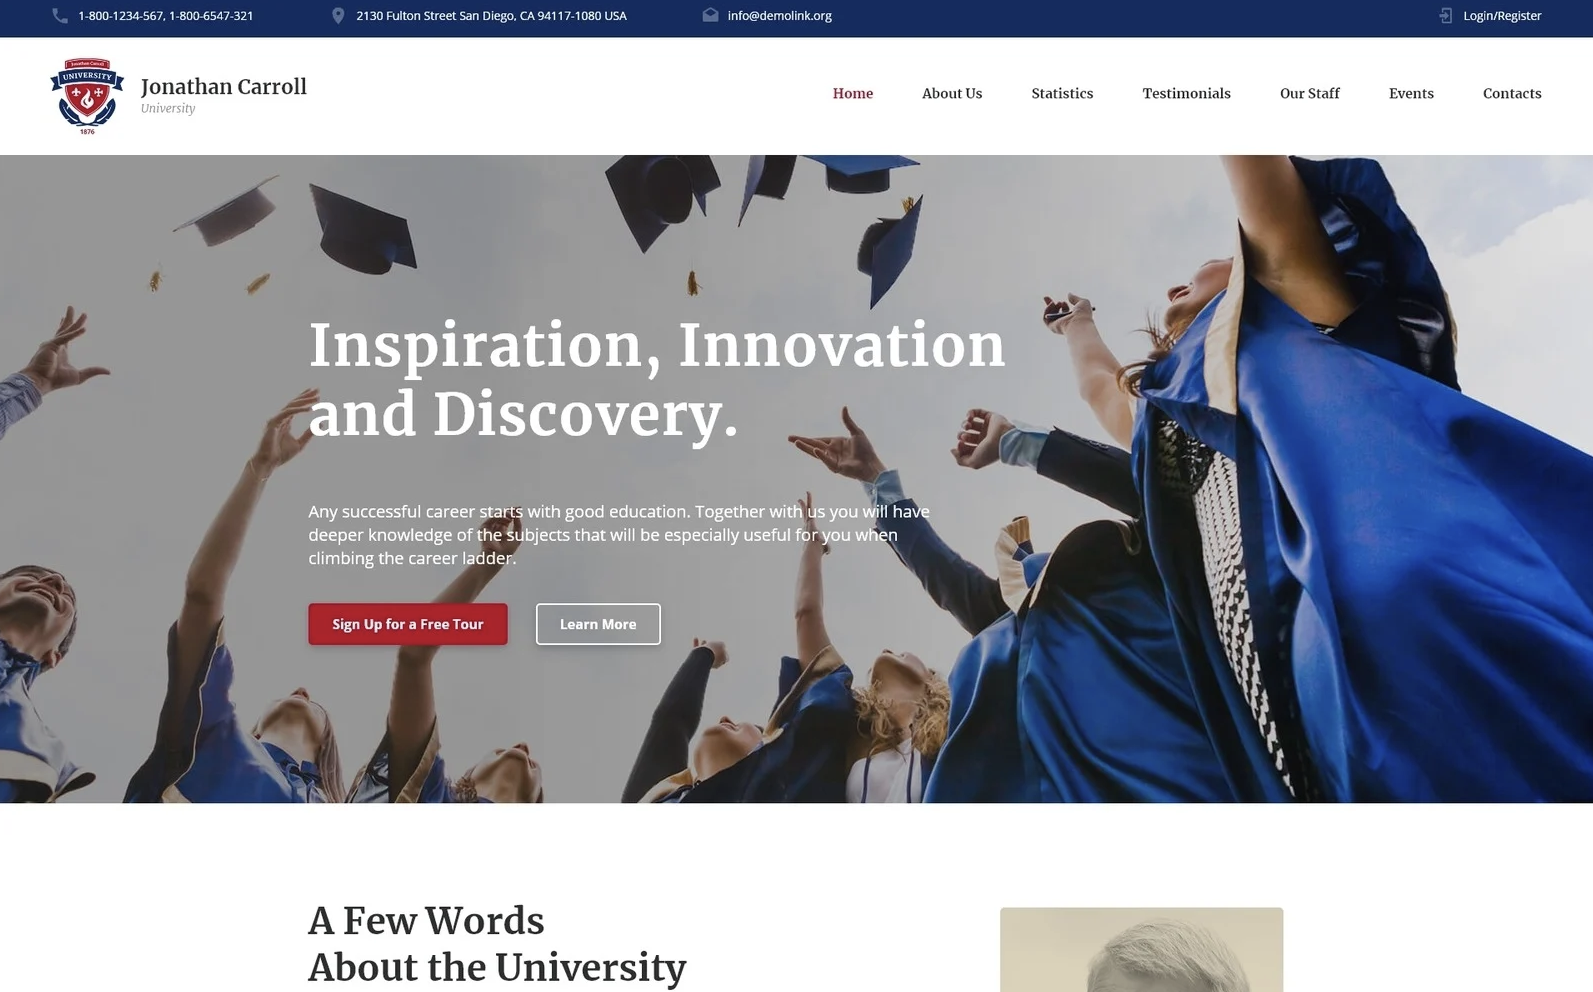 1-800-1234-567, 1-800-6547-321
2130 Fulton Street San Diego, CA 94117-1080 USA
info@demolink.org
Login/Register
Jonathan Carroll
UNIVERSITY
1876
Jonathan Carroll
University
Home
About Us
Statistics
Testimonials
Our Staff
Events
Contacts
Inspiration, Innovation
and Discovery.
Any successful career starts with good education. Together with us you will have
deeper knowledge of the subjects that will be especially useful for you when
climbing the career ladder.
Sign Up for a Free Tour
Learn More
A Few Words
About the University